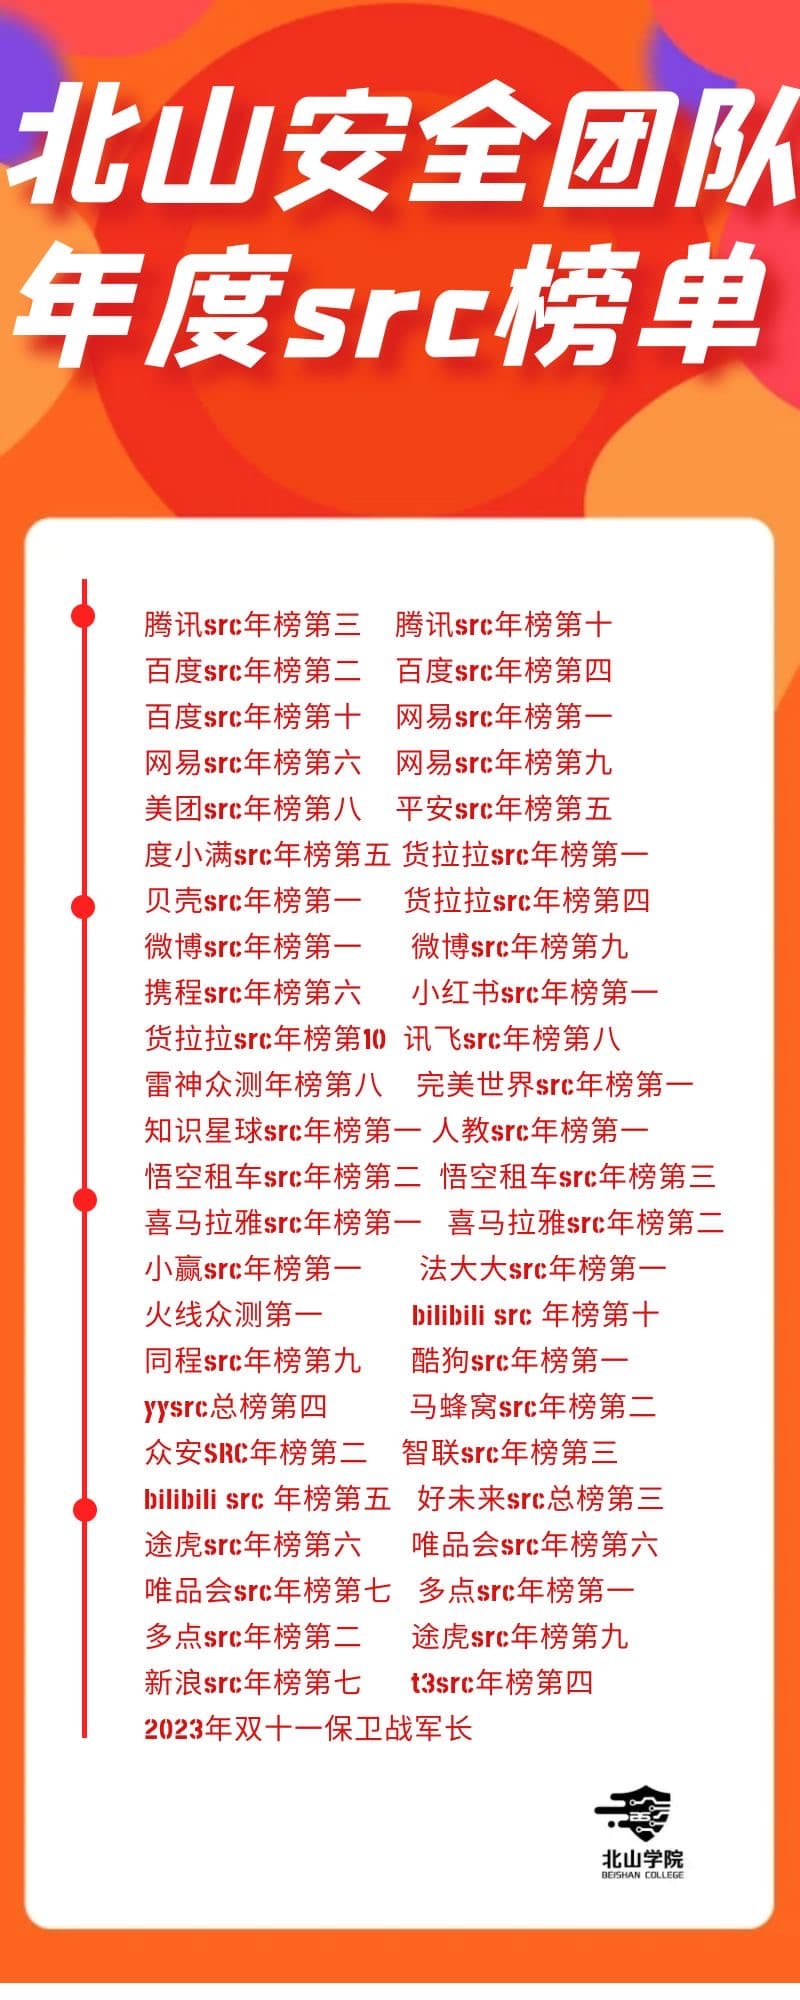 北山安全团队
年度src榜单
腾讯src年榜第三 腾讯src年榜第十
百度src年榜第二 百度src年榜第四
百度src年榜第十 网易src年榜第一
网易src年榜第六 网易src年榜第九
美团src年榜第八 平安src年榜第五
度小满src年榜第五 货拉拉src年榜第一
贝壳src年榜第一 货拉拉src年榜第四
微博src年榜第一 微博src年榜第九
携程src年榜第六 小红书src年榜第一
货拉拉src年榜第10 讯飞src年榜第八
雷神众测年榜第八 完美世界src年榜第一
知识星球src年榜第一 人教src年榜第一
悟空租车src年榜第二 悟空租车src年榜第三
喜马拉雅src年榜第一 喜马拉雅src年榜第二
小赢src年榜第一 法大大src年榜第一
火线众测第一 bilibili src 年榜第十
同程src年榜第九 酷狗src年榜第一
yysrc总榜第四 马蜂窝src年榜第二
众安SRC年榜第二 智联src年榜第三
bilibili src 年榜第五 好未来src总榜第三
途虎src年榜第六 唯品会src年榜第六
唯品会src年榜第七 多点src年榜第一
多点src年榜第二 途虎src年榜第九
新浪src年榜第七 t3src年榜第四
2023年双十一保卫战军长
北山学院
BEISHAN COLLEGE